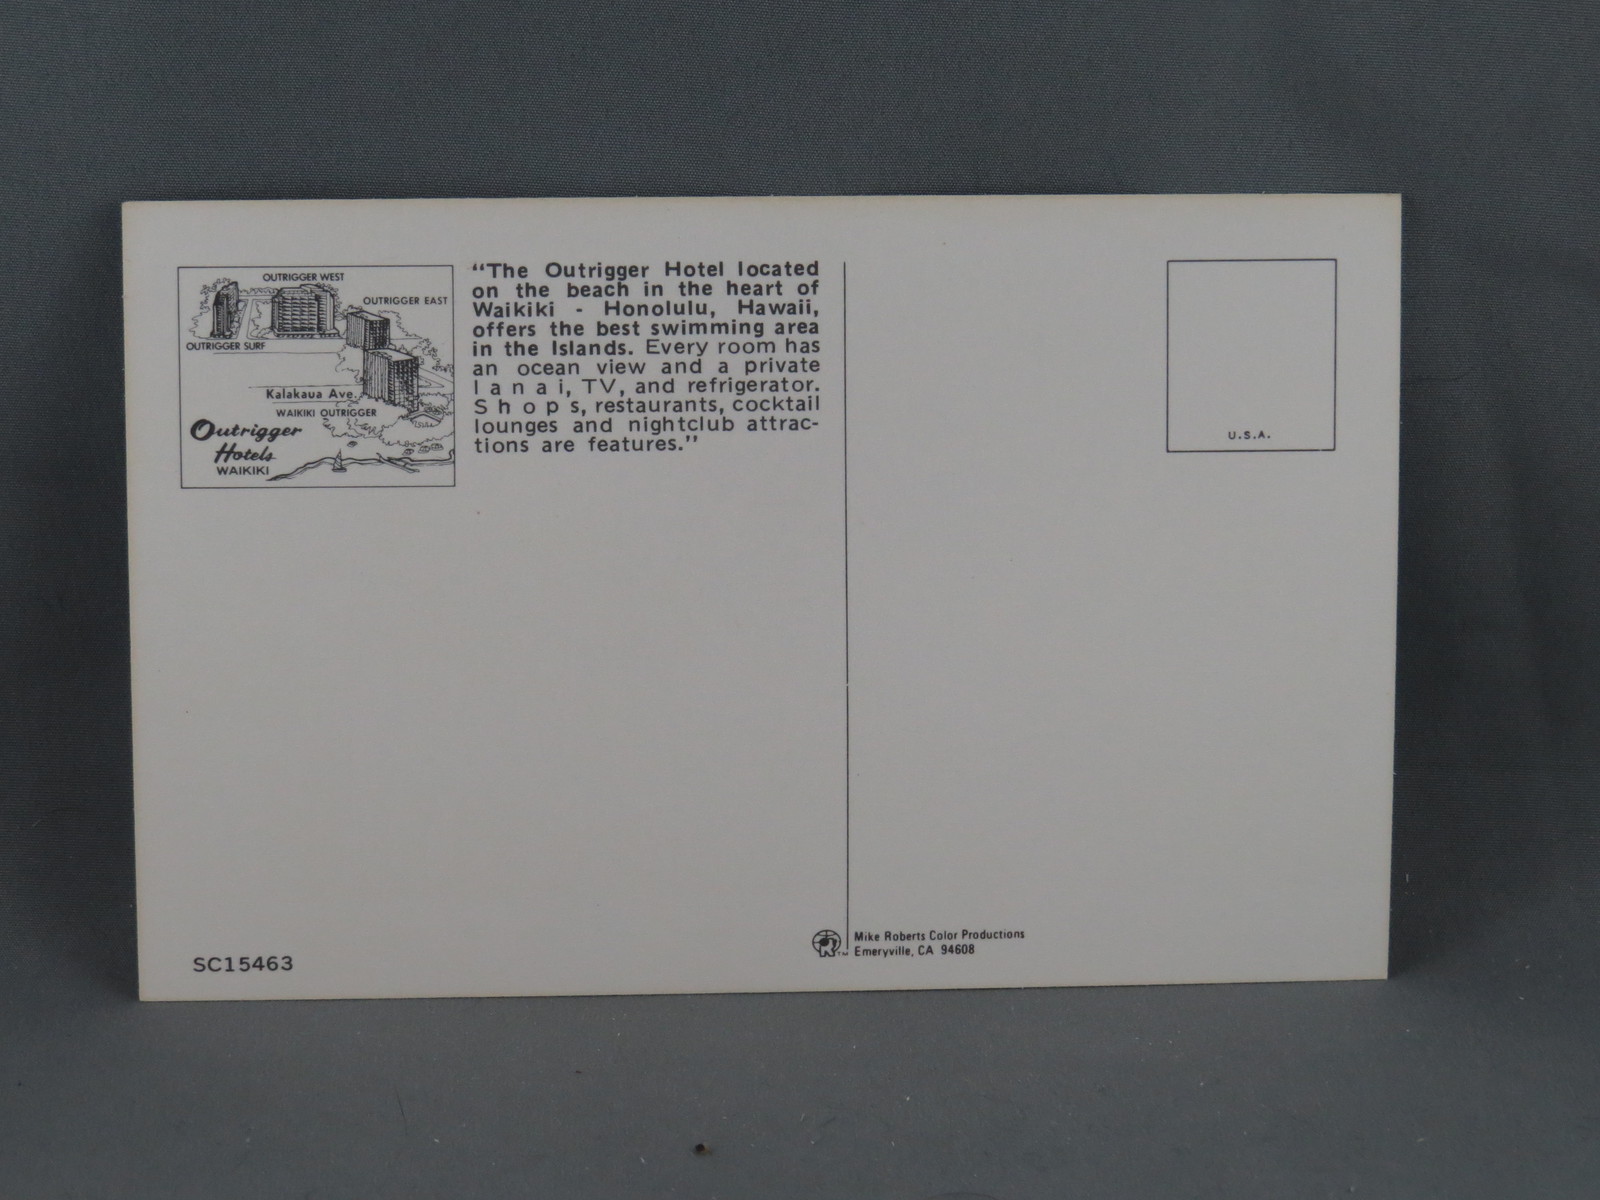 OUTRIGGER WEST
OUTRIGGER EAST
OUTRIGGER SURF
Kalakaua Ave.
WAIKIKI OUTRIGGER
Outrigger
Hotels
WAIKIKI
“The Outrigger Hotel located
on the beach in the heart of
Waikiki - Honolulu, Hawaii,
offers the best swimming area
in the Islands. Every room has
an ocean view and a private
lanai, TV, and refrigerator.
Shops, restaurants, cocktail
lounges and nightclub attrac-
tions are features.”
U.S.A.
SC15463
R TM
Mike Roberts Color Productions
Emeryville, CA 94608